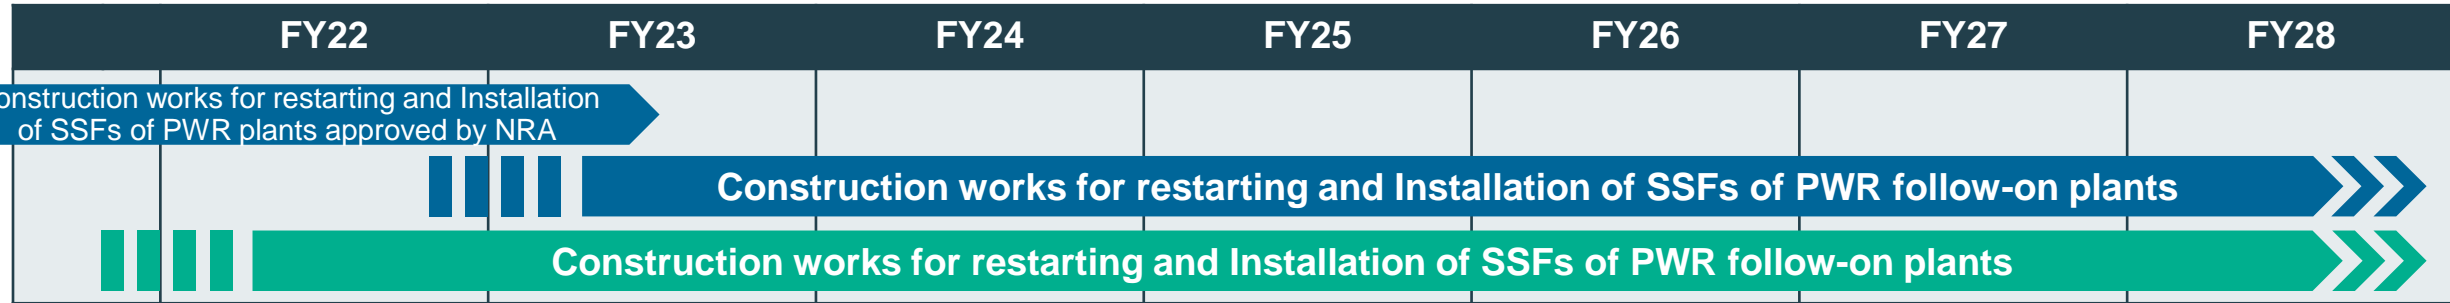 FY22 FY23 FY24 FY25 FY26 FY27 FY28
onstruction works for restarting and Installation
of SSFs of PWR plants approved by NRA
Construction works for restarting and Installation of SSFs of PWR follow-on plants
Construction works for restarting and Installation of SSFs of PWR follow-on plants